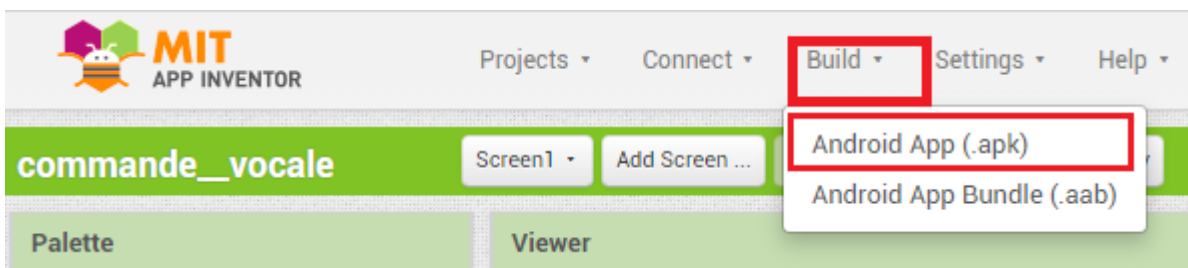 MIT
APP INVENTOR
Projects Connect Build Settings Help
commande__vocale
Screen1 Add Screen ...
Android App (.apk)
Android App Bundle (.aab)
Palette Viewer